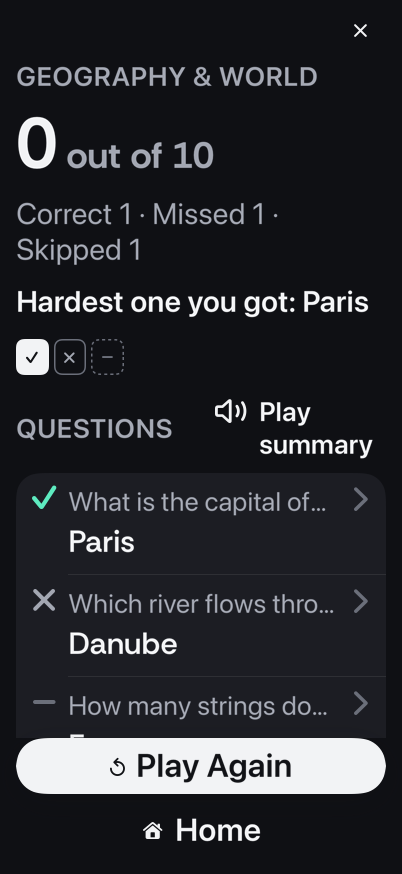 GEOGRAPHY & WORLD
0 out of 10
Correct 1 · Missed 1 ·
Skipped 1
Hardest one you got: Paris
QUESTIONS
Play
summary
What is the capital of...
Paris
Which river flows thro...
Danube
How many strings do...
Play Again
Home